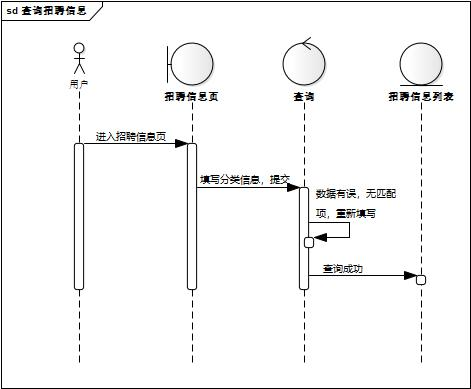 sd 查询招聘信息
用户
招聘信息页
查询
招聘信息列表
进入招聘信息页
填写分类信息，提交
数据有误，无匹配
项，重新填写
查询成功